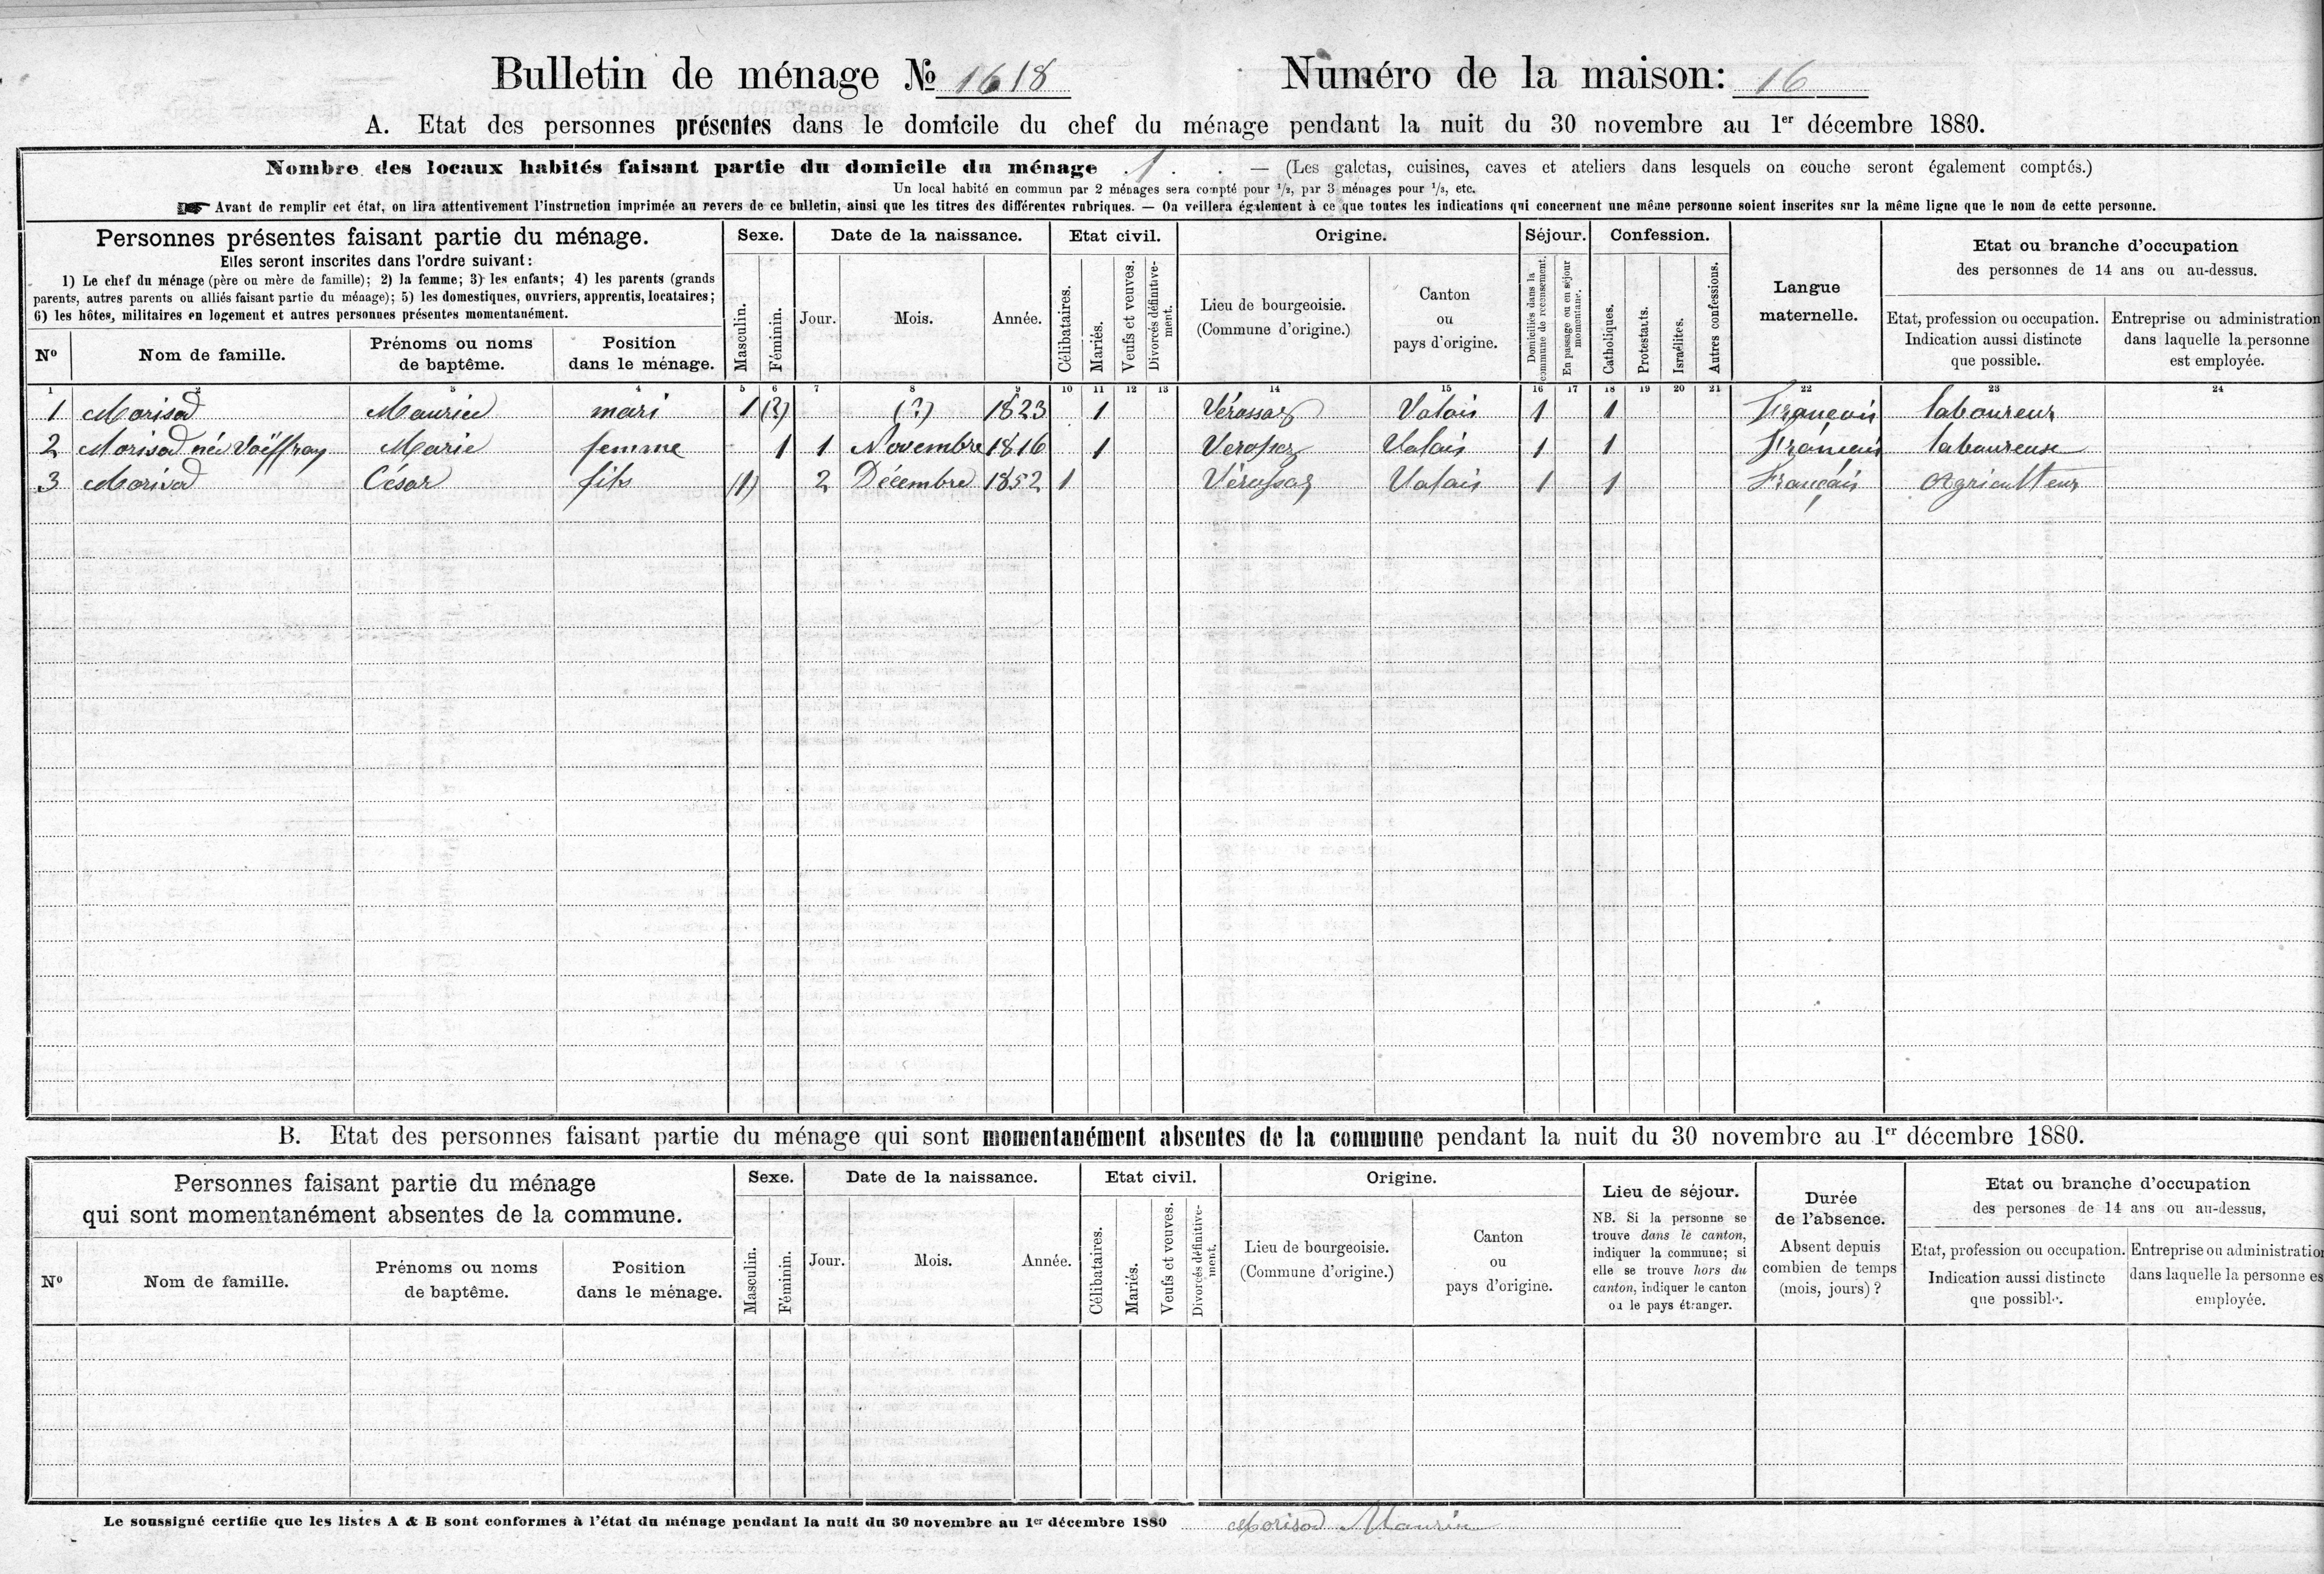 Bulletin de ménage № 1618 Numéro de la maison: 16
A. Etat des personnes présentes dans le domicile du chef du ménage pendant la nuit du 30 novembre au 1er décembre 1880.
Nombre des locaux habités faisant partie du domicile du ménage . 1 . . — (Les galetas, cuisines, caves et ateliers dans lesquels on couche seront également comptés.)
Un local habité en commun par 2 ménages sera compté pour 1/2, par 3 ménages pour 1/3, etc.
☛ Avant de remplir cet état, on lira attentivement l'instruction imprimée au revers de ce bulletin, ainsi que les titres des différentes rubriques. — On veillera également à ce que toutes les indications qui concernent une même personne soient inscrites sur la même ligne que le nom de cette personne.
Personnes présentes faisant partie du ménage.
Elles seront inscrites dans l'ordre suivant:
1) Le chef du ménage (père ou mère de famille); 2) la femme; 3) les enfants; 4) les parents (grands
parents, autres parents ou alliés faisant partie du ménage); 5) les domestiques, ouvriers, apprentis, locataires;
6) les hôtes, militaires en logement et autres personnes présentes momentanément.
Nº
Nom de famille.
Prénoms ou noms
de baptême.
Position
dans le ménage.
Sexe.
Masculin.
Féminin.
Date de la naissance.
Jour.
Mois.
Année.
Etat civil.
Célibataires.
Mariés.
Veufs et veuves.
Divorcés définitive-
ment.
Origine.
Lieu de bourgeoisie.
(Commune d'origine.)
Canton
ou
pays d'origine.
Séjour.
Domiciliés dans la
commune de recensement.
En passage ou en séjour
momentané.
Confession.
Catholiques.
Protestants.
Israélites.
Autres confessions.
Langue
maternelle.
Etat ou branche d'occupation
des personnes de 14 ans ou au-dessus.
Etat, profession ou occupation.
Indication aussi distincte
que possible.
Entreprise ou administration
dans laquelle la personne
est employée.
1 2 3 4 5 6 7 8 9 10 11 12 13 14 15 16 17 18 19 20 21 22 23 24
1 Morisod Maurice mari 1 (?) (?) 1823 1 Vérossaz Valais 1 1 Français laboureur
2 Morisod née Voëffray Marie femme 1 1 Novembre 1816 1 Verossaz Valais 1 1 Français laboureuse
3 Morisod César fils (1) 2 Décembre 1852 1 Vérossaz Valais 1 1 Français Agriculteur
B. Etat des personnes faisant partie du ménage qui sont momentanément absentes de la commune pendant la nuit du 30 novembre au 1er décembre 1880.
Personnes faisant partie du ménage
qui sont momentanément absentes de la commune.
Nº
Nom de famille.
Prénoms ou noms
de baptême.
Position
dans le ménage.
Sexe.
Masculin.
Féminin.
Date de la naissance.
Jour.
Mois.
Année.
Etat civil.
Célibataires.
Mariés.
Veufs et veuves.
Divorcés définitive-
ment.
Origine.
Lieu de bourgeoisie.
(Commune d'origine.)
Canton
ou
pays d'origine.
Lieu de séjour.
NB. Si la personne se
trouve dans le canton,
indiquer la commune; si
elle se trouve hors du
canton, indiquer le canton
ou le pays étranger.
Durée
de l'absence.
Absent depuis
combien de temps
(mois, jours)?
Etat ou branche d'occupation
des persones de 14 ans ou au-dessus.
Etat, profession ou occupation.
Indication aussi distincte
que possible.
Entreprise ou administration
dans laquelle la personne es
employée.
Le soussigné certifie que les listes A & B sont conformes à l'état du ménage pendant la nuit du 30 novembre au 1er décembre 1880 Morisod Maurice